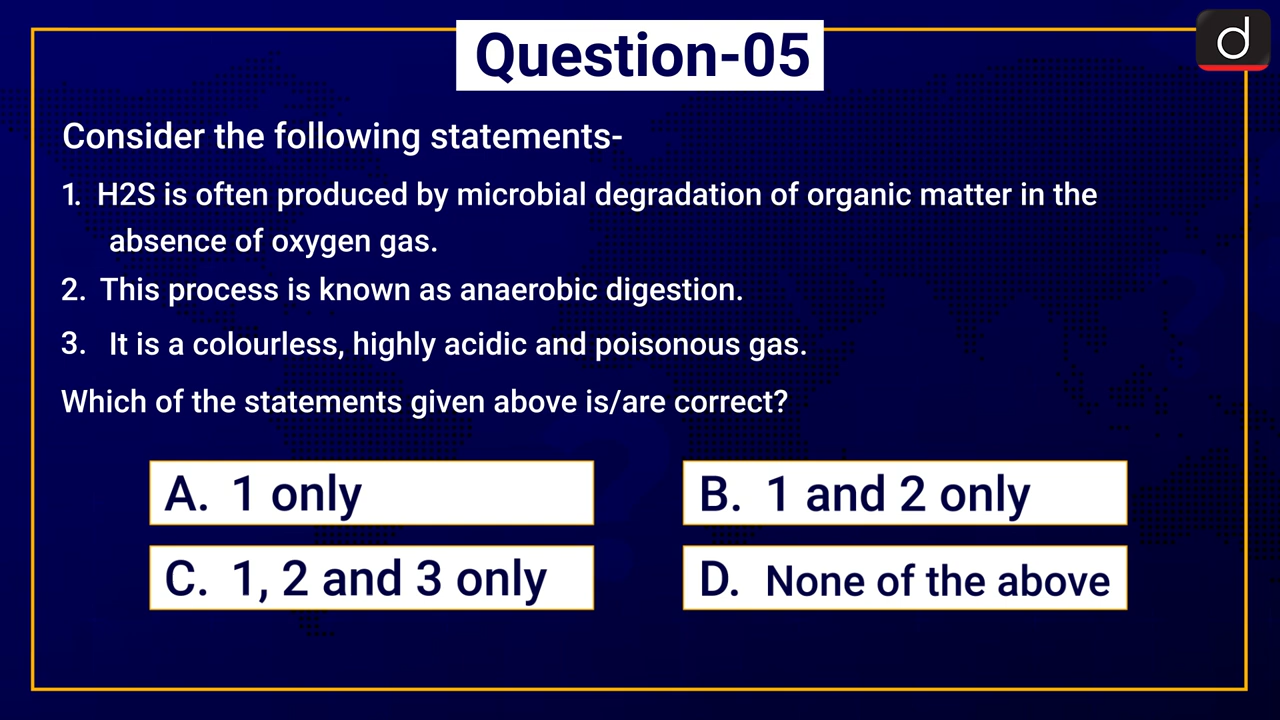 Question-05
d
Consider the following statements-
1. H2S is often produced by microbial degradation of organic matter in the
absence of oxygen gas.
2. This process is known as anaerobic digestion.
3. It is a colourless, highly acidic and poisonous gas.
Which of the statements given above is/are correct?
A. 1 only
B. 1 and 2 only
C. 1, 2 and 3 only
D. None of the above